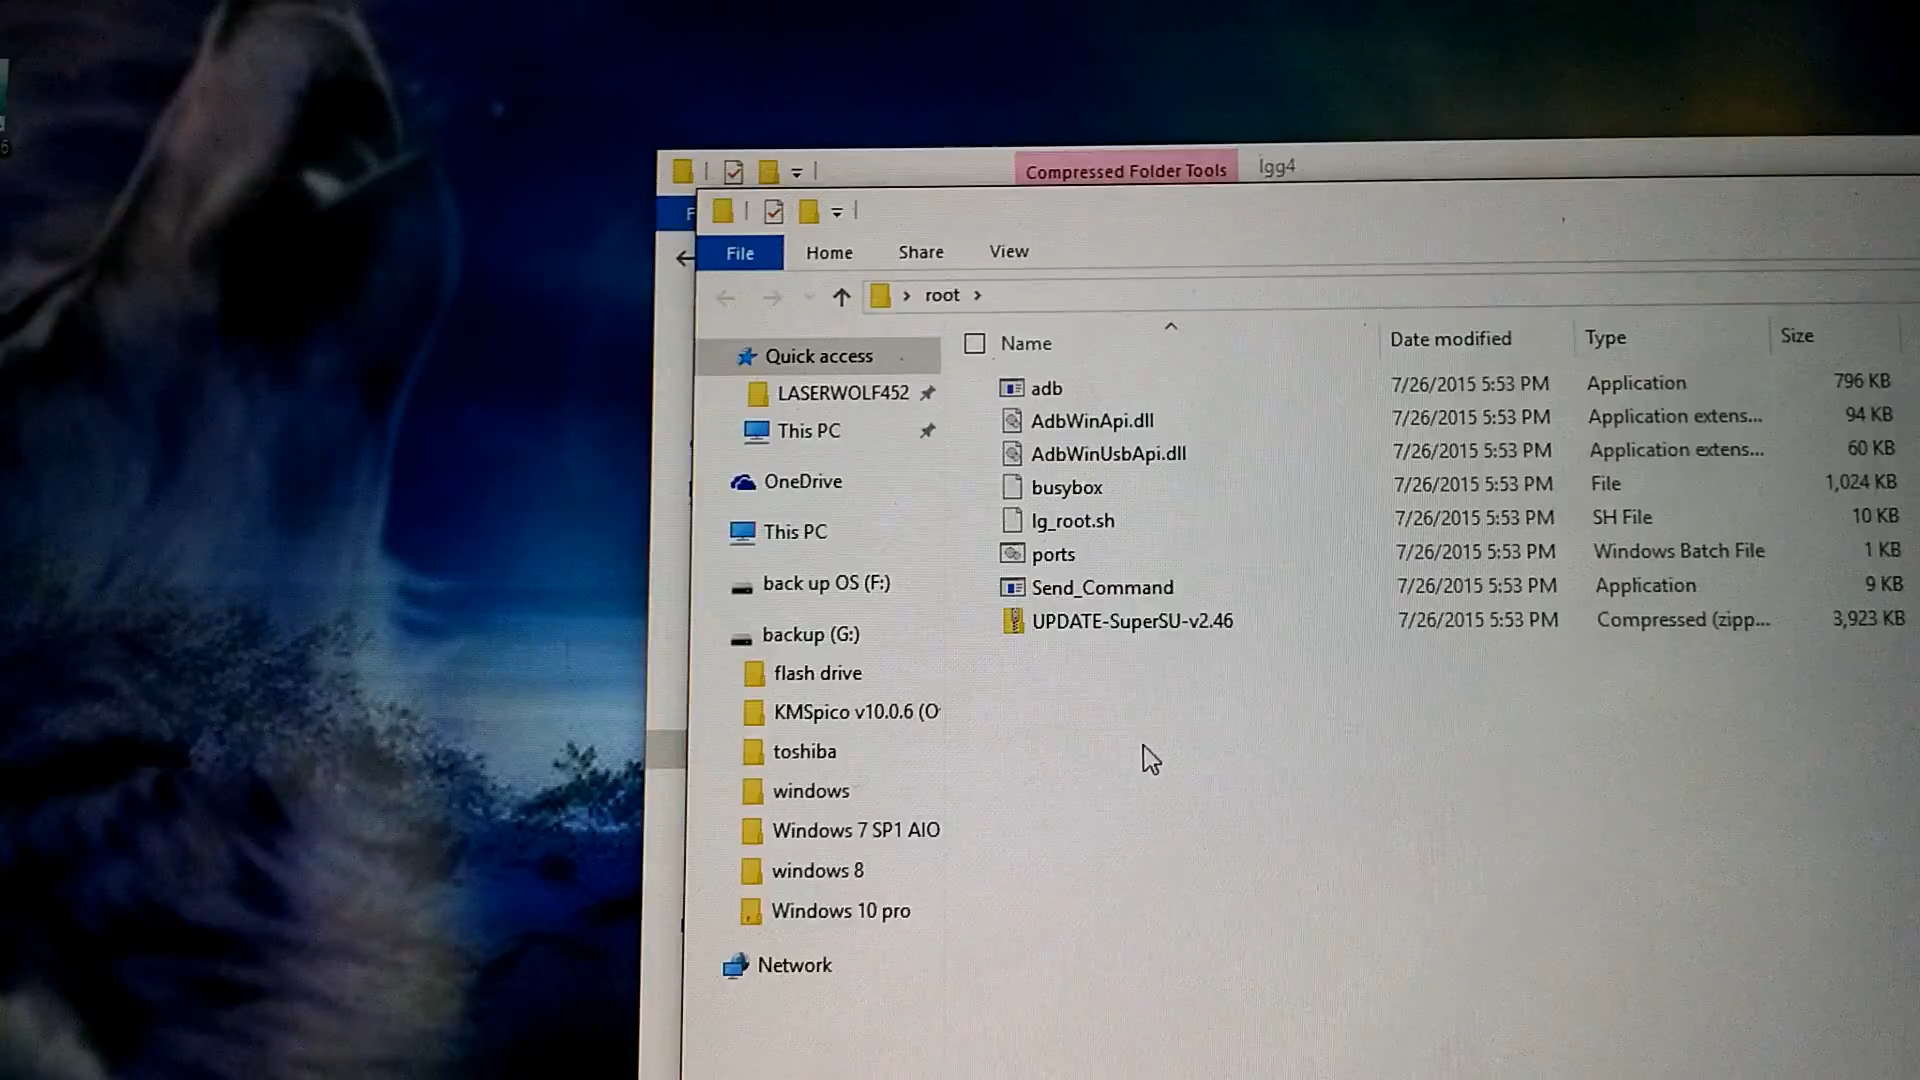 6
Compressed Folder Tools lgg4
F
File Home Share View
root
Name Date modified Type Size
Quick access
LASERWOLF452
This PC
OneDrive
This PC
back up OS (F:)
backup (G:)
flash drive
KMSpico v10.0.6 (O
toshiba
windows
Windows 7 SP1 AIO
windows 8
Windows 10 pro
Network
adb 7/26/2015 5:53 PM Application 796 KB
AdbWinApi.dll 7/26/2015 5:53 PM Application extens... 94 KB
AdbWinUsbApi.dll 7/26/2015 5:53 PM Application extens... 60 KB
busybox 7/26/2015 5:53 PM File 1,024 KB
lg_root.sh 7/26/2015 5:53 PM SH File 10 KB
ports 7/26/2015 5:53 PM Windows Batch File 1 KB
Send_Command 7/26/2015 5:53 PM Application 9 KB
UPDATE-SuperSU-v2.46 7/26/2015 5:53 PM Compressed (zipp... 3,923 KB